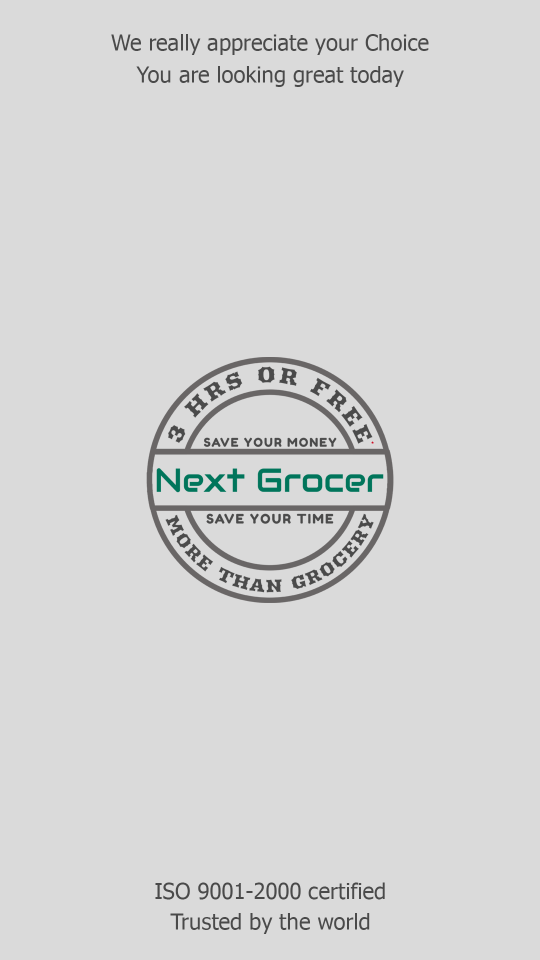 We really appreciate your Choice
You are looking great today
3 HRS OR FREE
SAVE YOUR MONEY
Next Grocer
SAVE YOUR TIME
MORE THAN GROCERY
ISO 9001-2000 certified
Trusted by the world